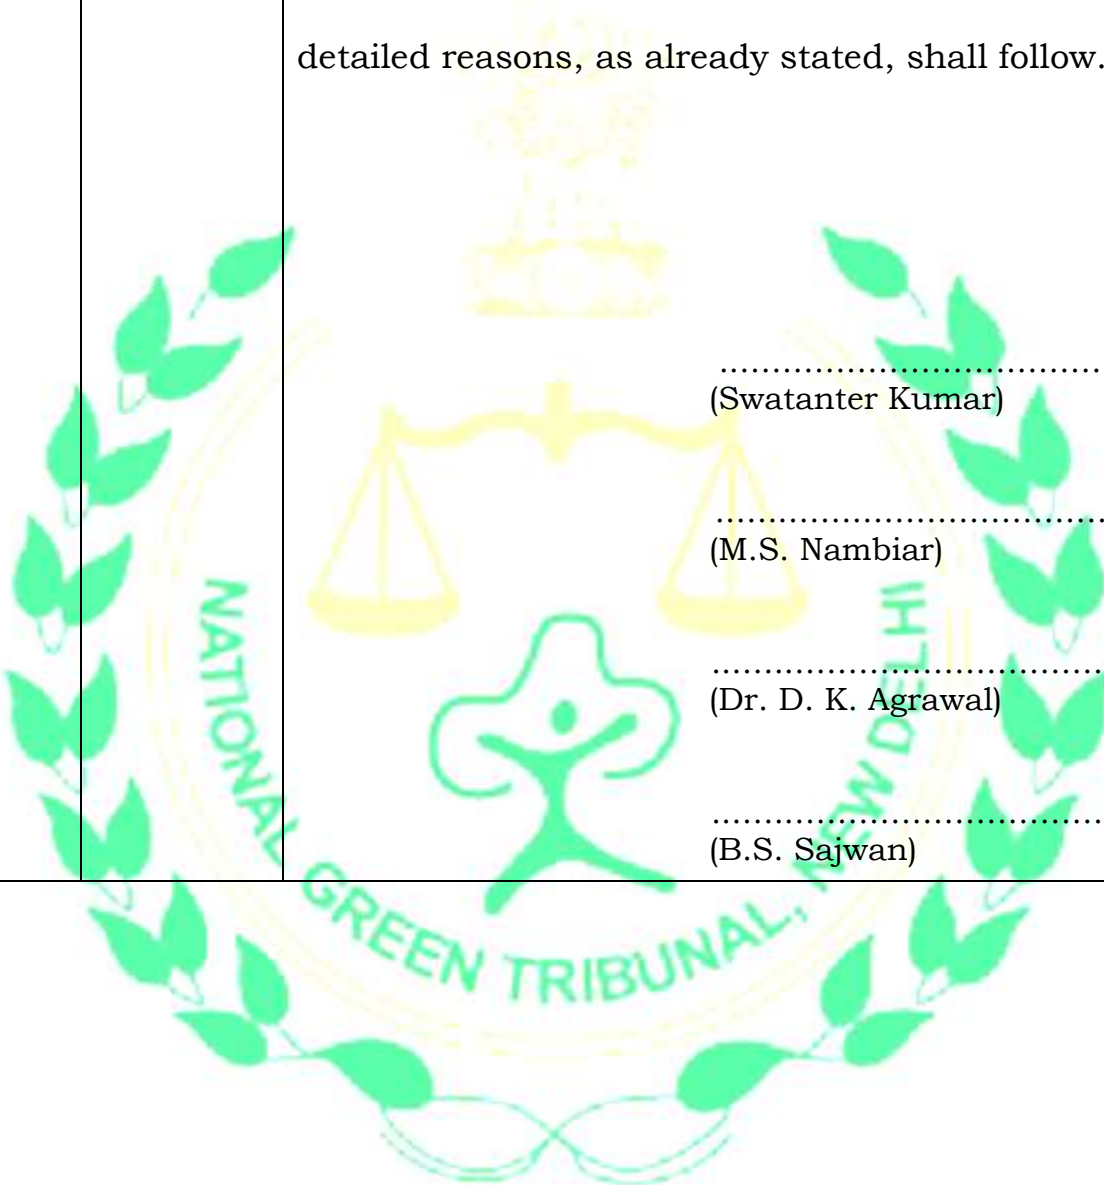 detailed reasons, as already stated, shall follow.
...................................
(Swatanter Kumar)
...................................
(M.S. Nambiar)
...................................
(Dr. D. K. Agrawal)
...................................
(B.S. Sajwan)
NATIONAL GREEN TRIBUNAL, NEW DELHI